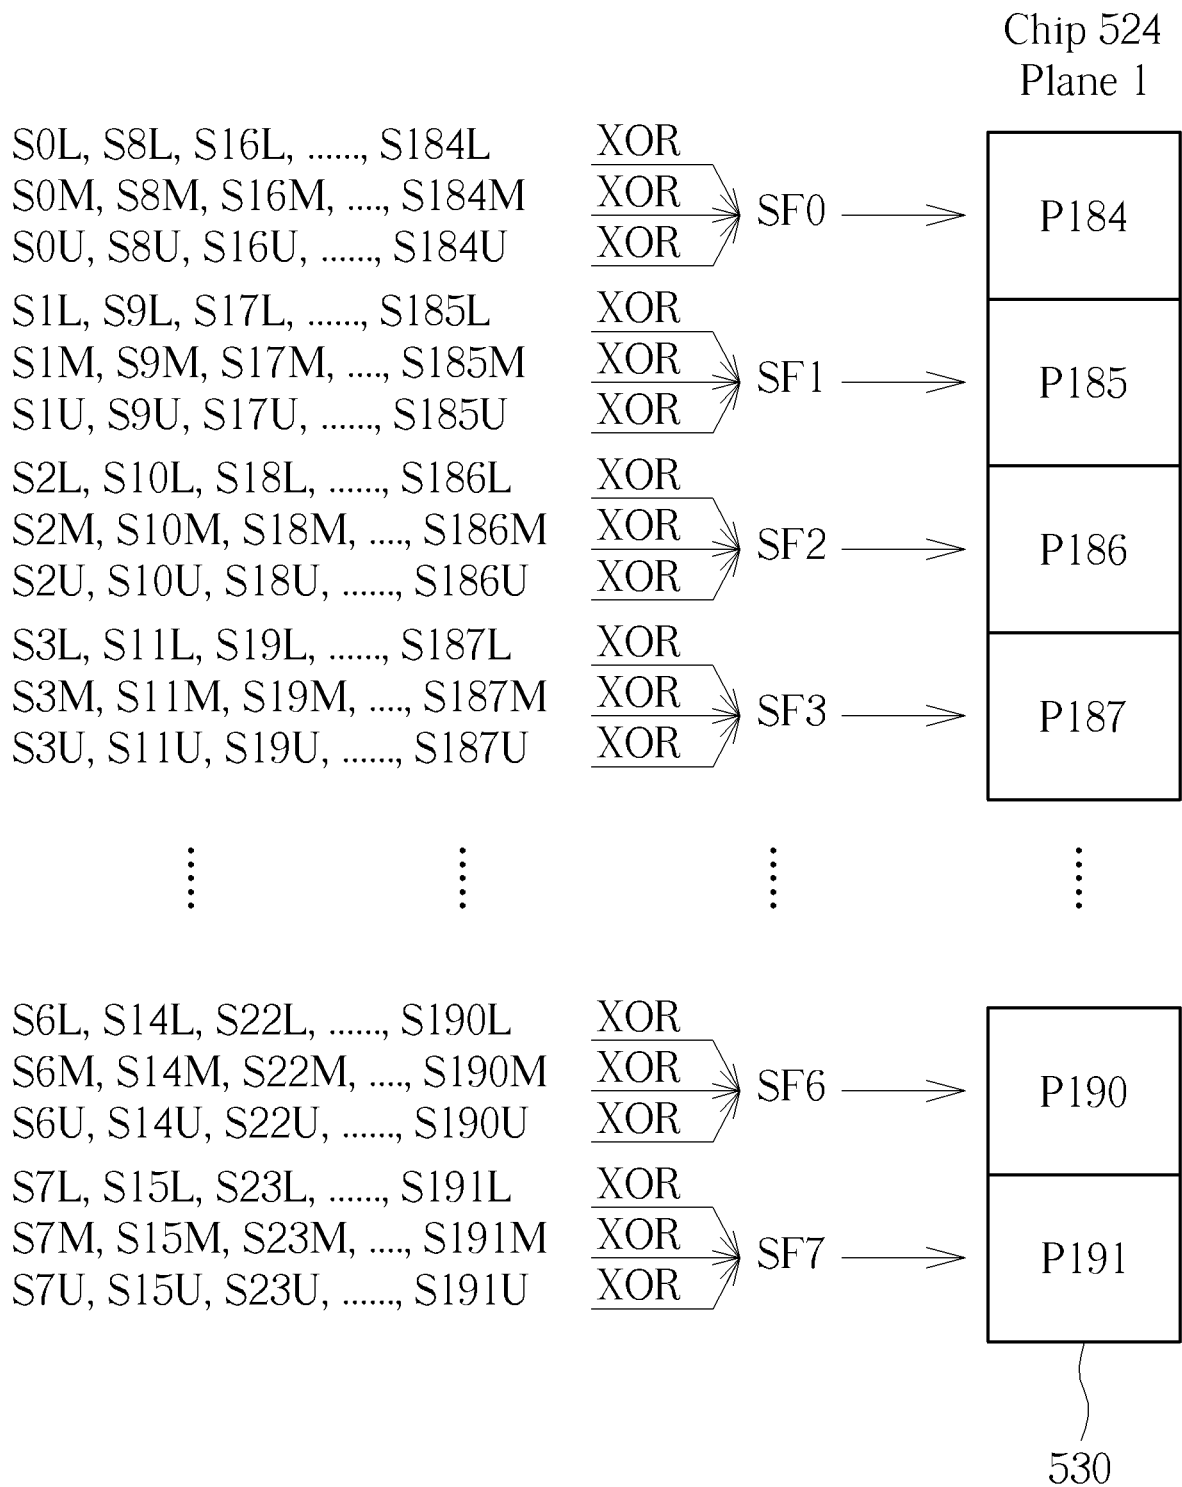 Chip 524
Plane 1
S0L, S8L, S16L, ......, S184L XOR
S0M, S8M, S16M, ...., S184M XOR SF0 P184
S0U, S8U, S16U, ......, S184U XOR
S1L, S9L, S17L, ......, S185L XOR
S1M, S9M, S17M, ...., S185M XOR SF1 P185
S1U, S9U, S17U, ......, S185U XOR
S2L, S10L, S18L, ......, S186L XOR
S2M, S10M, S18M, ...., S186M XOR SF2 P186
S2U, S10U, S18U, ......, S186U XOR
S3L, S11L, S19L, ......, S187L XOR
S3M, S11M, S19M, ...., S187M XOR SF3 P187
S3U, S11U, S19U, ......, S187U XOR
S6L, S14L, S22L, ......, S190L XOR
S6M, S14M, S22M, ...., S190M XOR SF6 P190
S6U, S14U, S22U, ......, S190U XOR
S7L, S15L, S23L, ......, S191L XOR
S7M, S15M, S23M, ...., S191M XOR SF7 P191
S7U, S15U, S23U, ......, S191U XOR
530